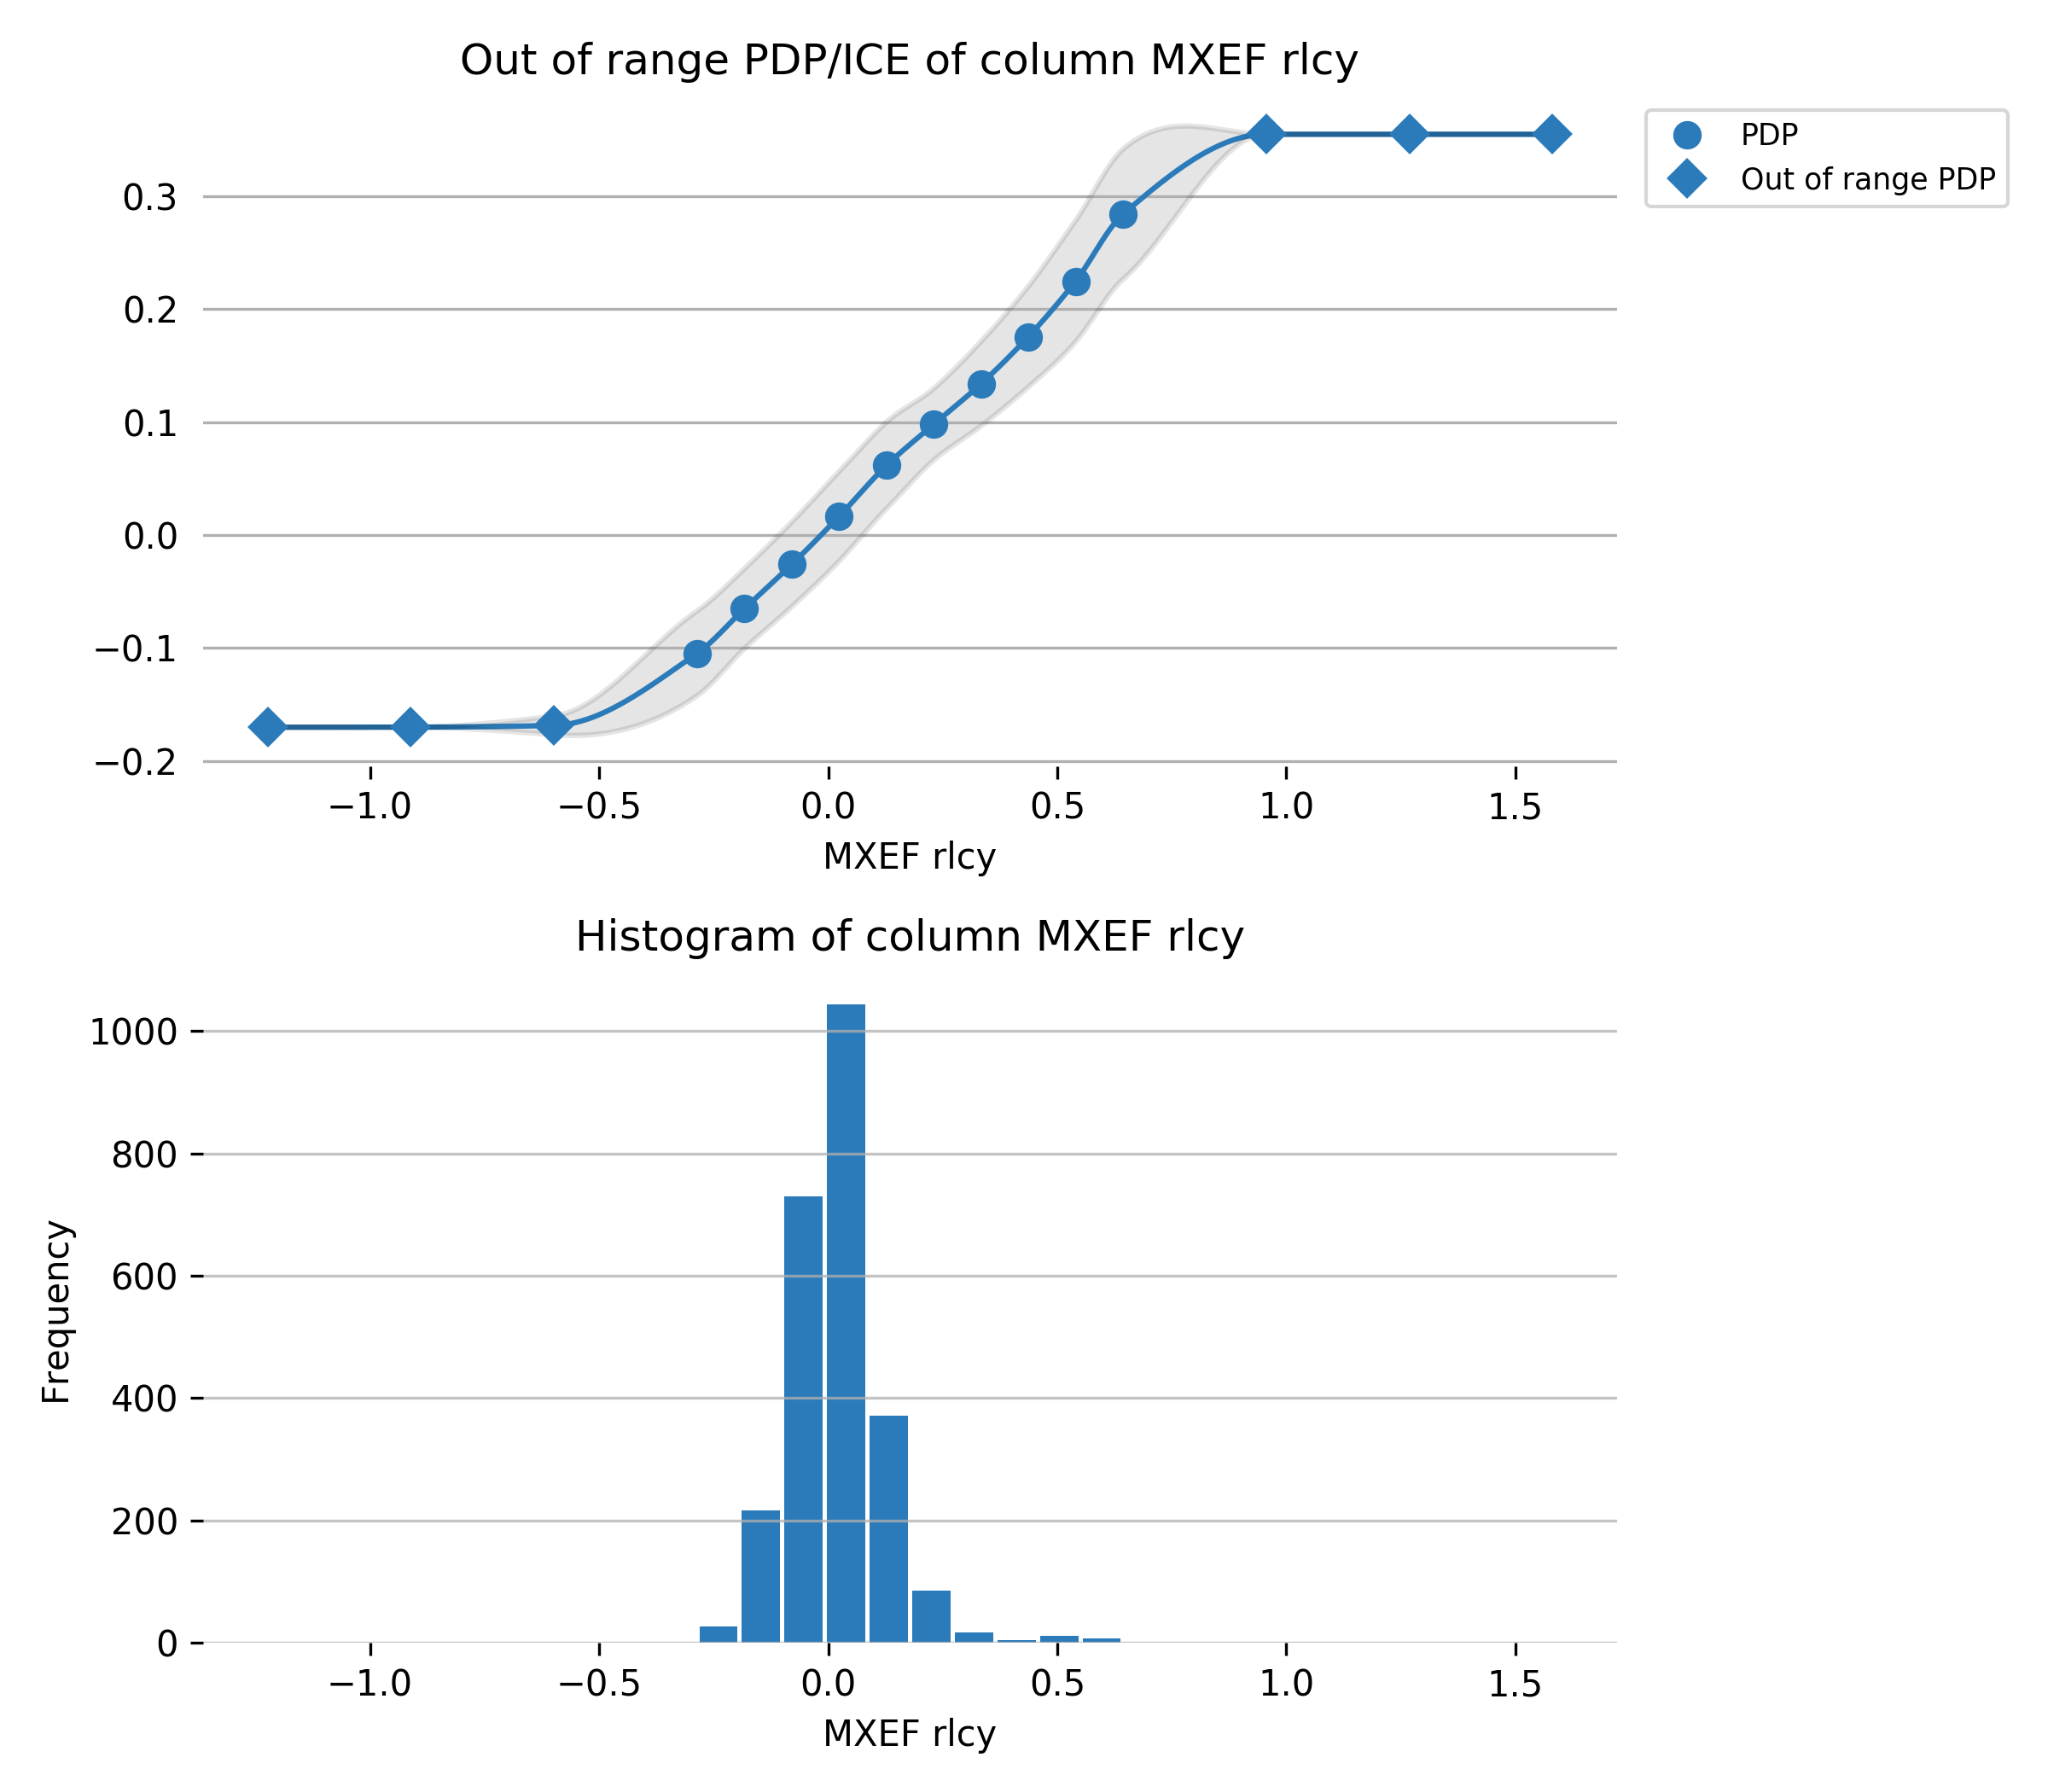 Out of range PDP/ICE of column MXEF rlcy
PDP
Out of range PDP
0.3
0.2
0.1
0.0
−0.1
−0.2
−1.0 −0.5 0.0 0.5 1.0 1.5
MXEF rlcy
Histogram of column MXEF rlcy
Frequency
1000
800
600
400
200
0
−1.0 −0.5 0.0 0.5 1.0 1.5
MXEF rlcy